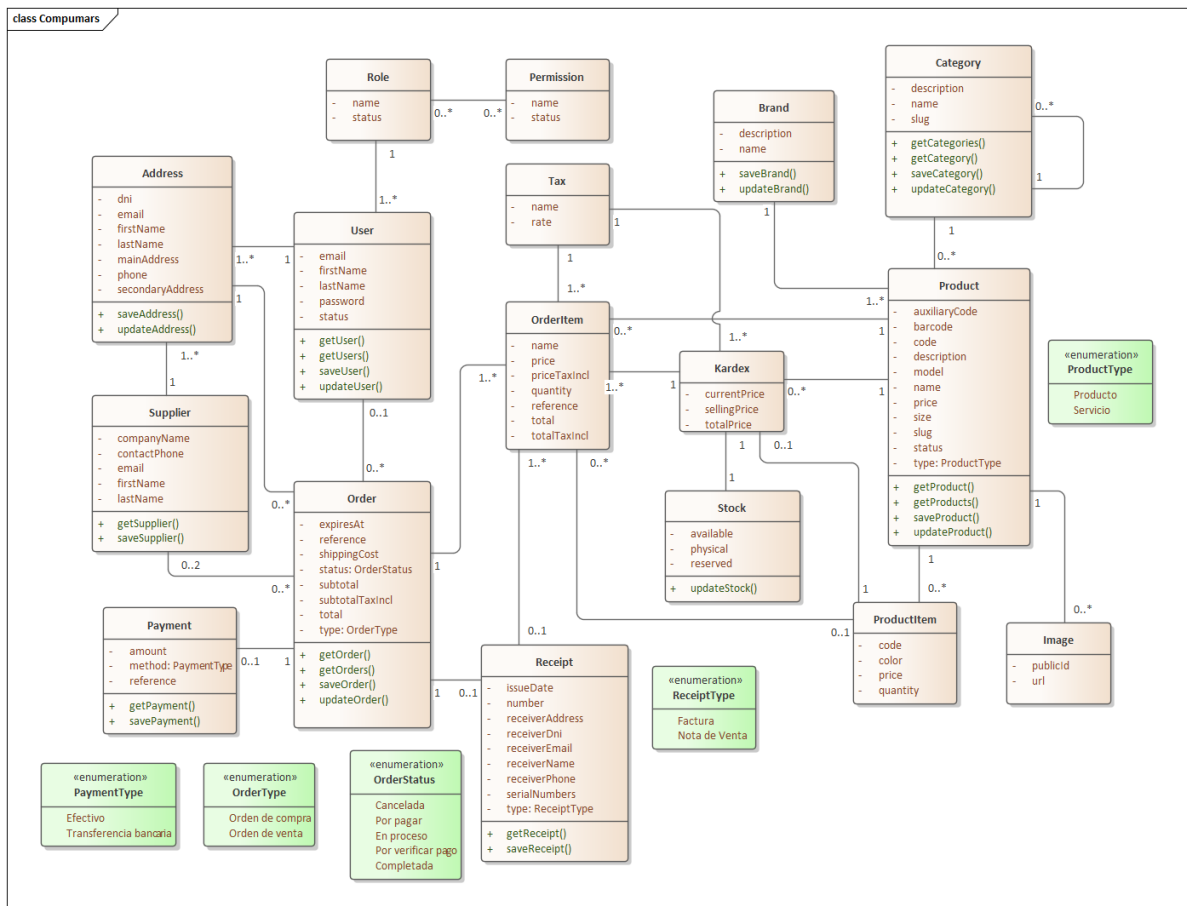 class Compumars
Role
- name
- status
0..*
0..*
1
1..*
Permission
- name
- status
Brand
- description
- name
+ saveBrand()
+ updateBrand()
1
1..*
Category
- description
- name
- slug
+ getCategories()
+ getCategory()
+ saveCategory()
+ updateCategory()
0..*
1
1
0..*
Address
- dni
- email
- firstName
- lastName
- mainAddress
- phone
- secondaryAddress
+ saveAddress()
+ updateAddress()
1..*
1
1
0..*
1..*
1
User
- email
- firstName
- lastName
- password
- status
+ getUser()
+ getUsers()
+ saveUser()
+ updateUser()
0..1
0..*
Tax
- name
- rate
1
1..*
1
1..*
OrderItem
- name
- price
- priceTaxIncl
- quantity
- reference
- total
- totalTaxIncl
0..*
1
1..*
1
1..*
1
1..*
0..1
0..*
0..1
Kardex
- currentPrice
- sellingPrice
- totalPrice
0..*
1
1
1
0..1
1
Product
- auxiliaryCode
- barcode
- code
- description
- model
- name
- price
- size
- slug
- status
- type: ProductType
+ getProduct()
+ getProducts()
+ saveProduct()
+ updateProduct()
1
0..*
1
0..*
«enumeration»
ProductType
Producto
Servicio
Supplier
- companyName
- contactPhone
- email
- firstName
- lastName
+ getSupplier()
+ saveSupplier()
0..2
0..*
Order
- expiresAt
- reference
- shippingCost
- status: OrderStatus
- subtotal
- subtotalTaxIncl
- total
- type: OrderType
+ getOrder()
+ getOrders()
+ saveOrder()
+ updateOrder()
1
0..1
Stock
- available
- physical
- reserved
+ updateStock()
Payment
- amount
- method: PaymentType
- reference
+ getPayment()
+ savePayment()
0..1
1
Receipt
- issueDate
- number
- receiverAddress
- receiverDni
- receiverEmail
- receiverName
- receiverPhone
- serialNumbers
- type: ReceiptType
+ getReceipt()
+ saveReceipt()
«enumeration»
ReceiptType
Factura
Nota de Venta
ProductItem
- code
- color
- price
- quantity
Image
- publicId
- url
«enumeration»
PaymentType
Efectivo
Transferencia bancaria
«enumeration»
OrderType
Orden de compra
Orden de venta
«enumeration»
OrderStatus
Cancelada
Por pagar
En proceso
Por verificar pago
Completada